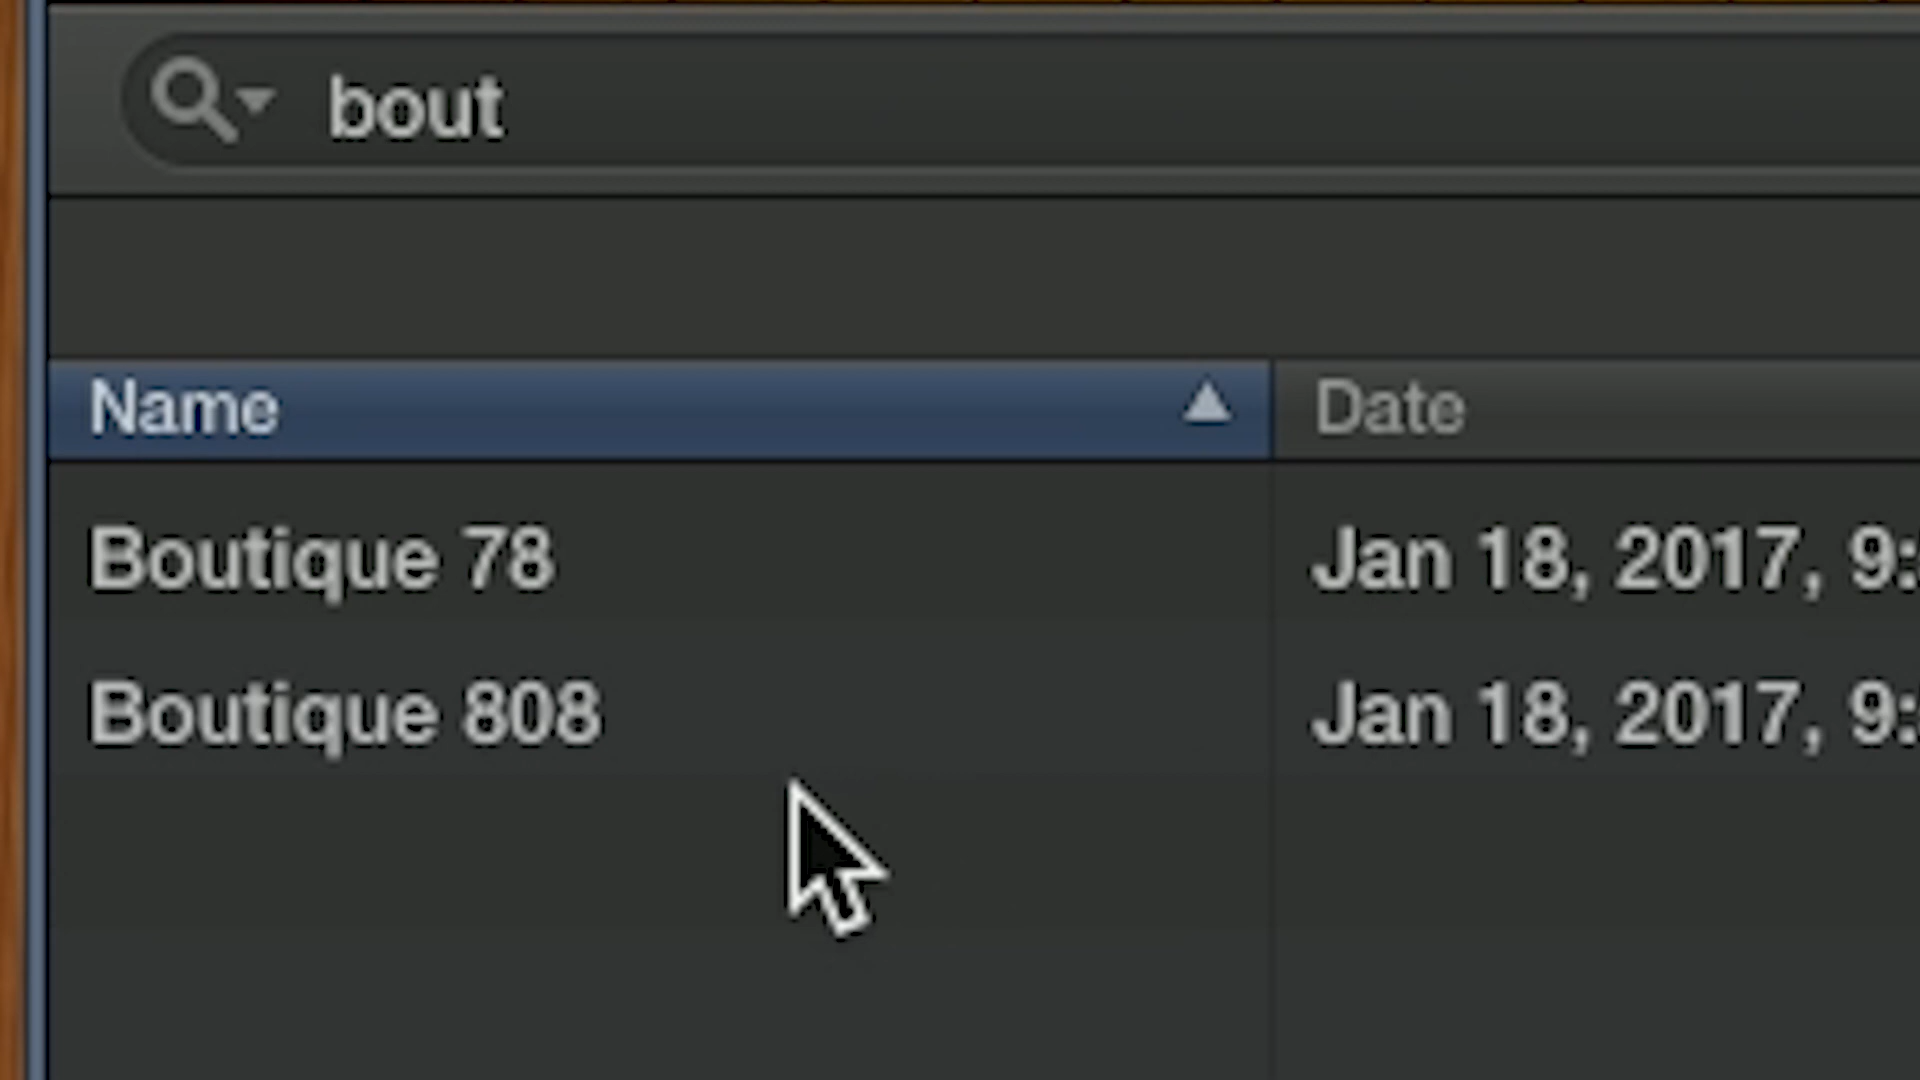 bout
Name Date
Boutique 78 Jan 18, 2017, 9:
Boutique 808 Jan 18, 2017, 9: